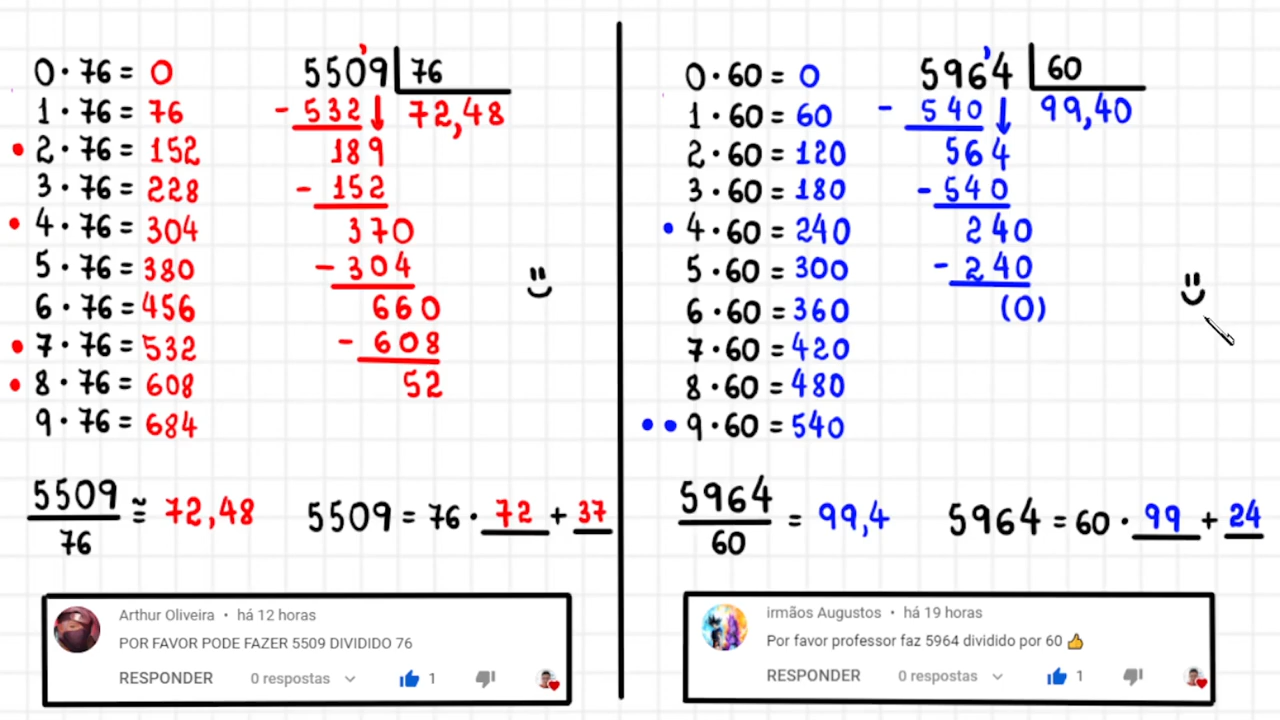 0 · 76 = 0
1 · 76 = 76
2 · 76 = 152
3 · 76 = 228
4 · 76 = 304
5 · 76 = 380
6 · 76 = 456
7 · 76 = 532
8 · 76 = 608
9 · 76 = 684
5509 76
- 532 72,48
189
- 152
370
- 304
660
- 608
52
5509
76
≅ 72,48
5509 = 76 · 72 + 37
Arthur Oliveira • há 12 horas
POR FAVOR PODE FAZER 5509 DIVIDIDO 76
RESPONDER 0 respostas 1
0 · 60 = 0
1 · 60 = 60
2 · 60 = 120
3 · 60 = 180
4 · 60 = 240
5 · 60 = 300
6 · 60 = 360
7 · 60 = 420
8 · 60 = 480
9 · 60 = 540
5964 60
- 540 99,40
564
- 540
240
- 240
(0)
5964
60
= 99,4
5964 = 60 · 99 + 24
irmãos Augustos • há 19 horas
Por favor professor faz 5964 dividido por 60 👍
RESPONDER 0 respostas 1